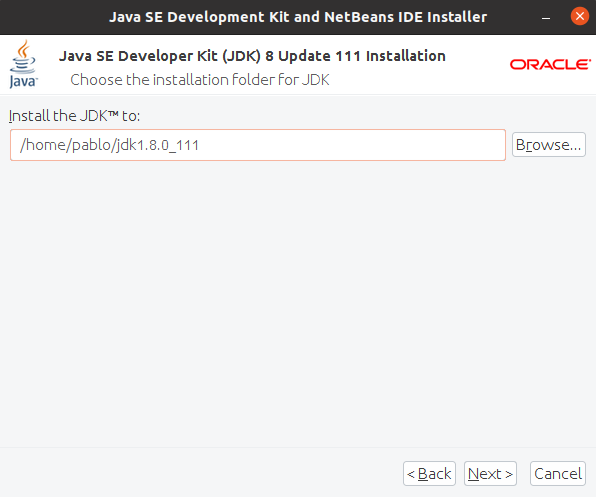 Java SE Development Kit and NetBeans IDE Installer
Java SE Developer Kit (JDK) 8 Update 111 Installation
Choose the installation folder for JDK
Java™
ORACLE®
Install the JDK™ to:
/home/pablo/jdk1.8.0_111
Browse...
< Back
Next >
Cancel